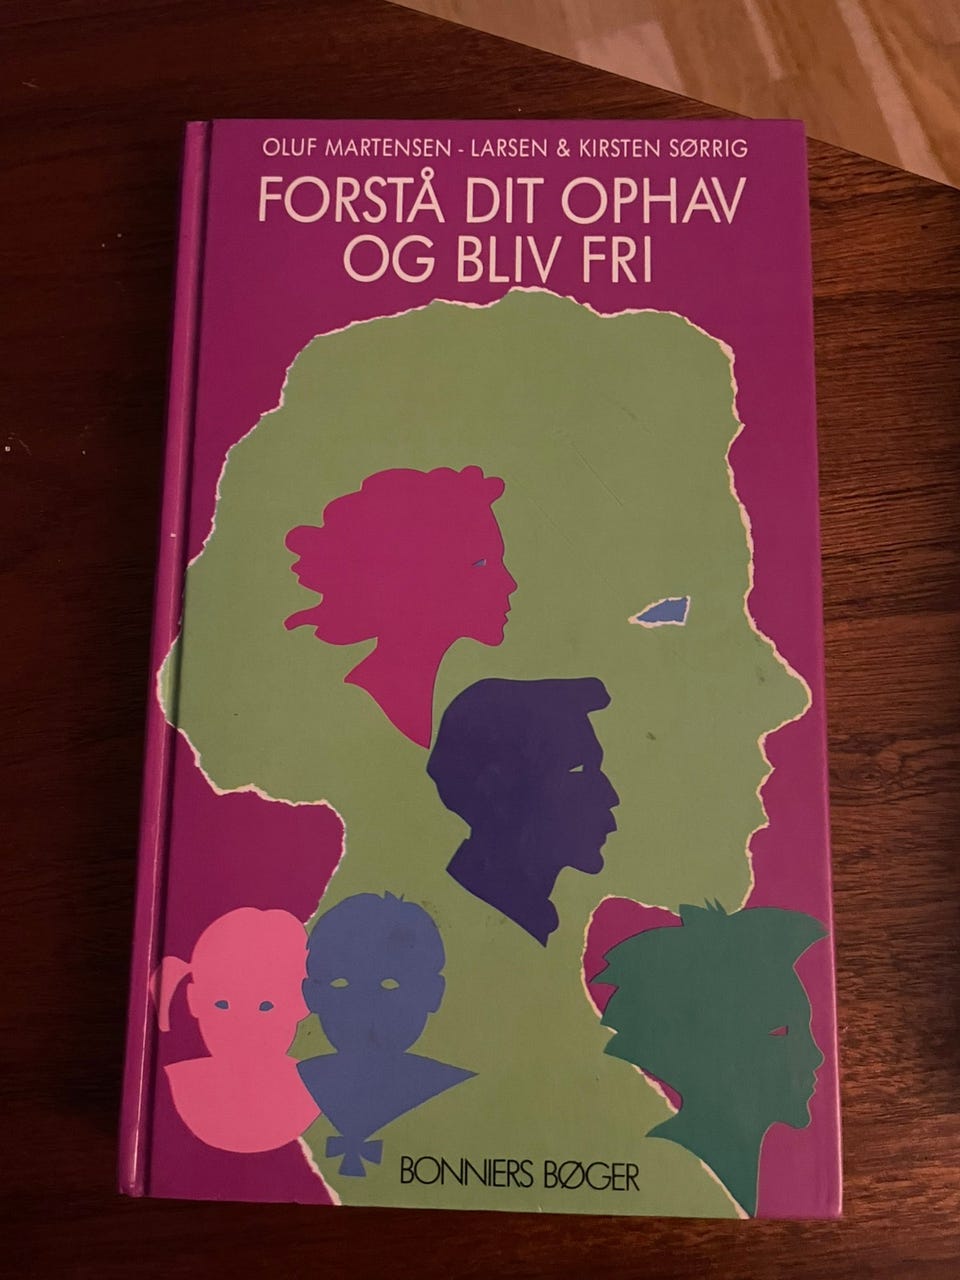 OLUF MARTENSEN - LARSEN & KIRSTEN SØRRIG
FORSTÅ DIT OPHAV
OG BLIV FRI
BONNIERS BØGER